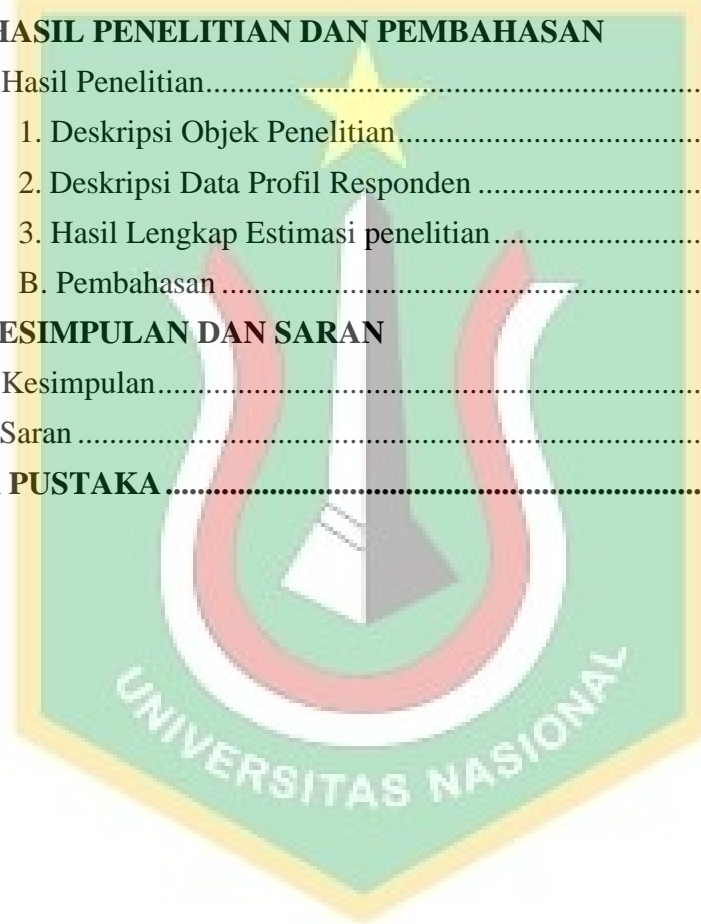 HASIL PENELITIAN DAN PEMBAHASAN
Hasil Penelitian
1. Deskripsi Objek Penelitian
2. Deskripsi Data Profil Responden
3. Hasil Lengkap Estimasi penelitian
B. Pembahasan
ESIMPULAN DAN SARAN
Kesimpulan
Saran
PUSTAKA
UNIVERSITAS NASIONAL